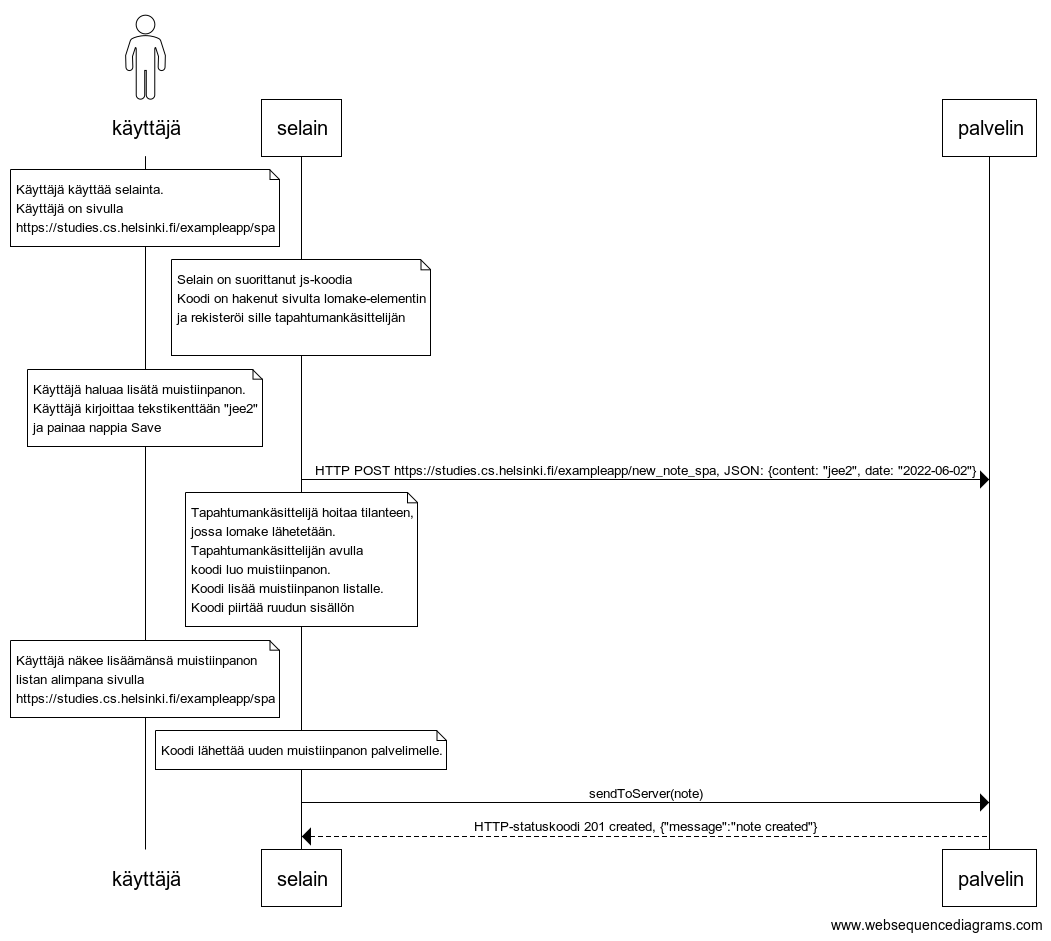 käyttäjä
selain
palvelin
Käyttäjä käyttää selainta.
Käyttäjä on sivulla
https://studies.cs.helsinki.fi/exampleapp/spa
Selain on suorittanut js-koodia
Koodi on hakenut sivulta lomake-elementin
ja rekisteröi sille tapahtumankäsittelijän
Käyttäjä haluaa lisätä muistiinpanon.
Käyttäjä kirjoittaa tekstikenttään "jee2"
ja painaa nappia Save
HTTP POST https://studies.cs.helsinki.fi/exampleapp/new_note_spa, JSON: {content: "jee2", date: "2022-06-02"}
Tapahtumankäsittelijä hoitaa tilanteen,
jossa lomake lähetetään.
Tapahtumankäsittelijän avulla
koodi luo muistiinpanon.
Koodi lisää muistiinpanon listalle.
Koodi piirtää ruudun sisällön
Käyttäjä näkee lisäämänsä muistiinpanon
listan alimpana sivulla
https://studies.cs.helsinki.fi/exampleapp/spa
Koodi lähettää uuden muistiinpanon palvelimelle.
sendToServer(note)
HTTP-statuskoodi 201 created, {"message":"note created"}
käyttäjä
selain
palvelin
www.websequencediagrams.com